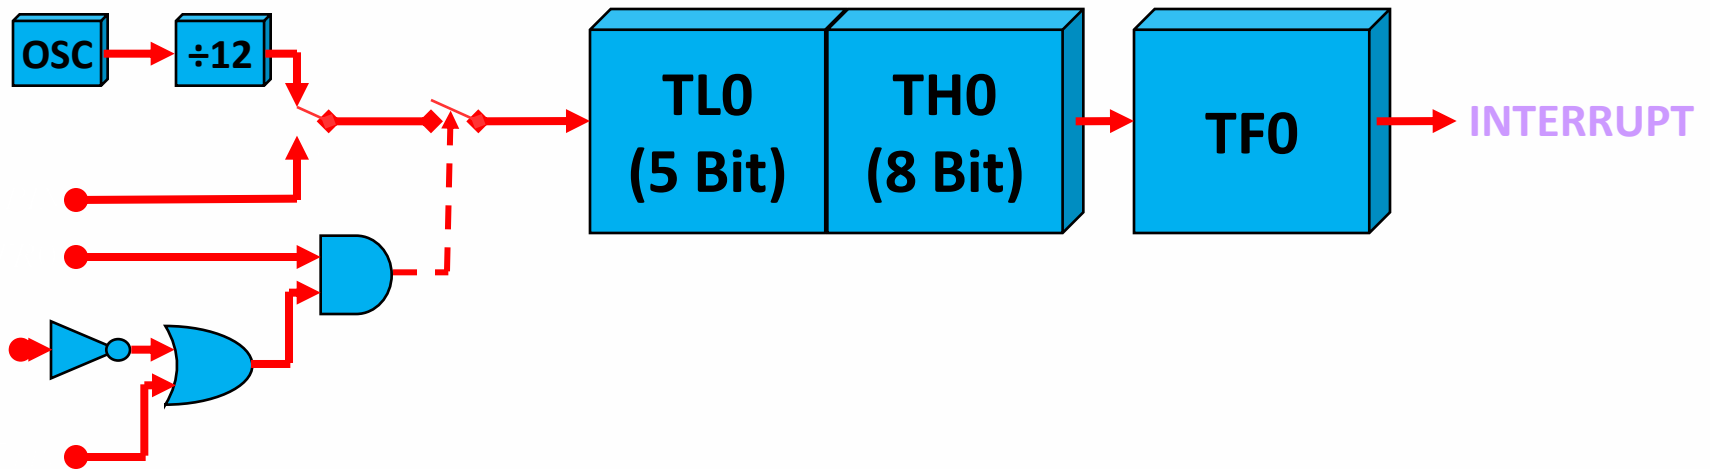 OSC
÷12
TL0
(5 Bit)
TH0
(8 Bit)
TF0
INTERRUPT